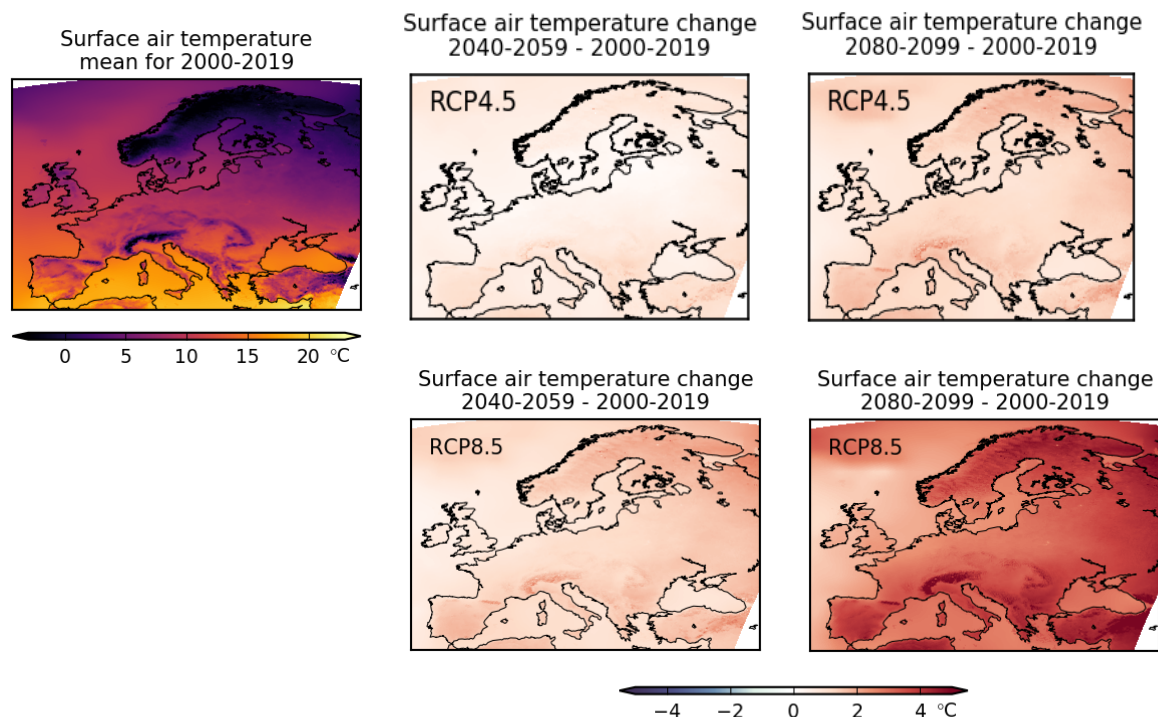 Surface air temperature
mean for 2000-2019
0 5 10 15 20 °C
Surface air temperature change
2040-2059 - 2000-2019
RCP4.5
Surface air temperature change
2080-2099 - 2000-2019
RCP4.5
Surface air temperature change
2040-2059 - 2000-2019
RCP8.5
Surface air temperature change
2080-2099 - 2000-2019
RCP8.5
−4 −2 0 2 4 °C